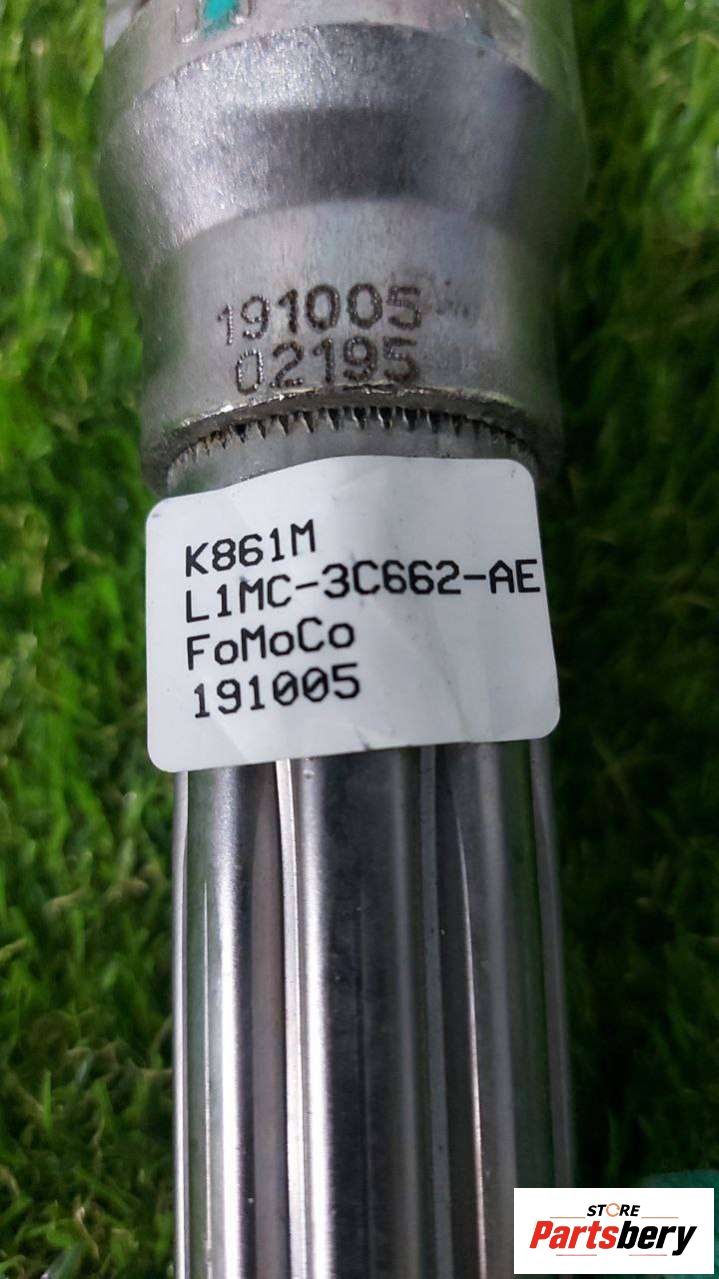 191005
02195
K861M
L1MC-3C662-AE
FoMoCo
191005
STORE
Partsbery